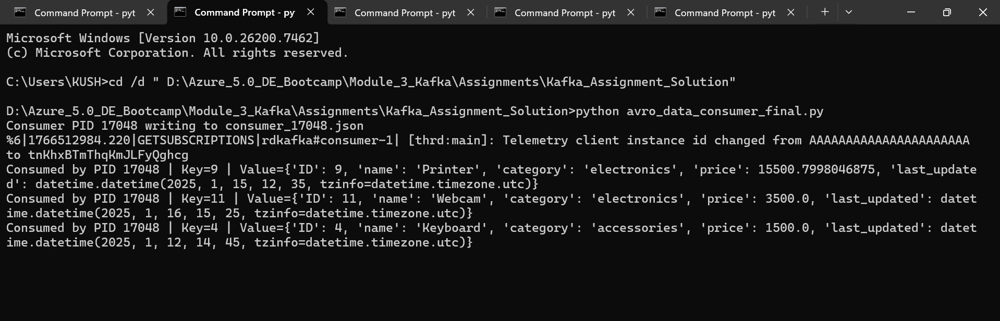 Command Prompt - pyt
Command Prompt - py
Command Prompt - pyt
Command Prompt - pyt
Command Prompt - pyt
Microsoft Windows [Version 10.0.26200.7462]
(c) Microsoft Corporation. All rights reserved.
C:\Users\KUSH>cd /d " D:\Azure_5.0_DE_Bootcamp\Module_3_Kafka\Assignments\Kafka_Assignment_Solution"
D:\Azure_5.0_DE_Bootcamp\Module_3_Kafka\Assignments\Kafka_Assignment_Solution>python avro_data_consumer_final.py
Consumer PID 17048 writing to consumer_17048.json
%6|1766512984.220|GETSUBSCRIPTIONS|rdkafka#consumer-1| [thrd:main]: Telemetry client instance id changed from AAAAAAAAAAAAAAAAAAAAAA
to tnKhxBTmThqKmJLFyQghcg
Consumed by PID 17048 | Key=9 | Value={'ID': 9, 'name': 'Printer', 'category': 'electronics', 'price': 15500.7998046875, 'last_update
d': datetime.datetime(2025, 1, 15, 12, 35, tzinfo=datetime.timezone.utc)}
Consumed by PID 17048 | Key=11 | Value={'ID': 11, 'name': 'Webcam', 'category': 'electronics', 'price': 3500.0, 'last_updated': datet
ime.datetime(2025, 1, 16, 15, 25, tzinfo=datetime.timezone.utc)}
Consumed by PID 17048 | Key=4 | Value={'ID': 4, 'name': 'Keyboard', 'category': 'accessories', 'price': 1500.0, 'last_updated': datet
ime.datetime(2025, 1, 12, 14, 45, tzinfo=datetime.timezone.utc)}